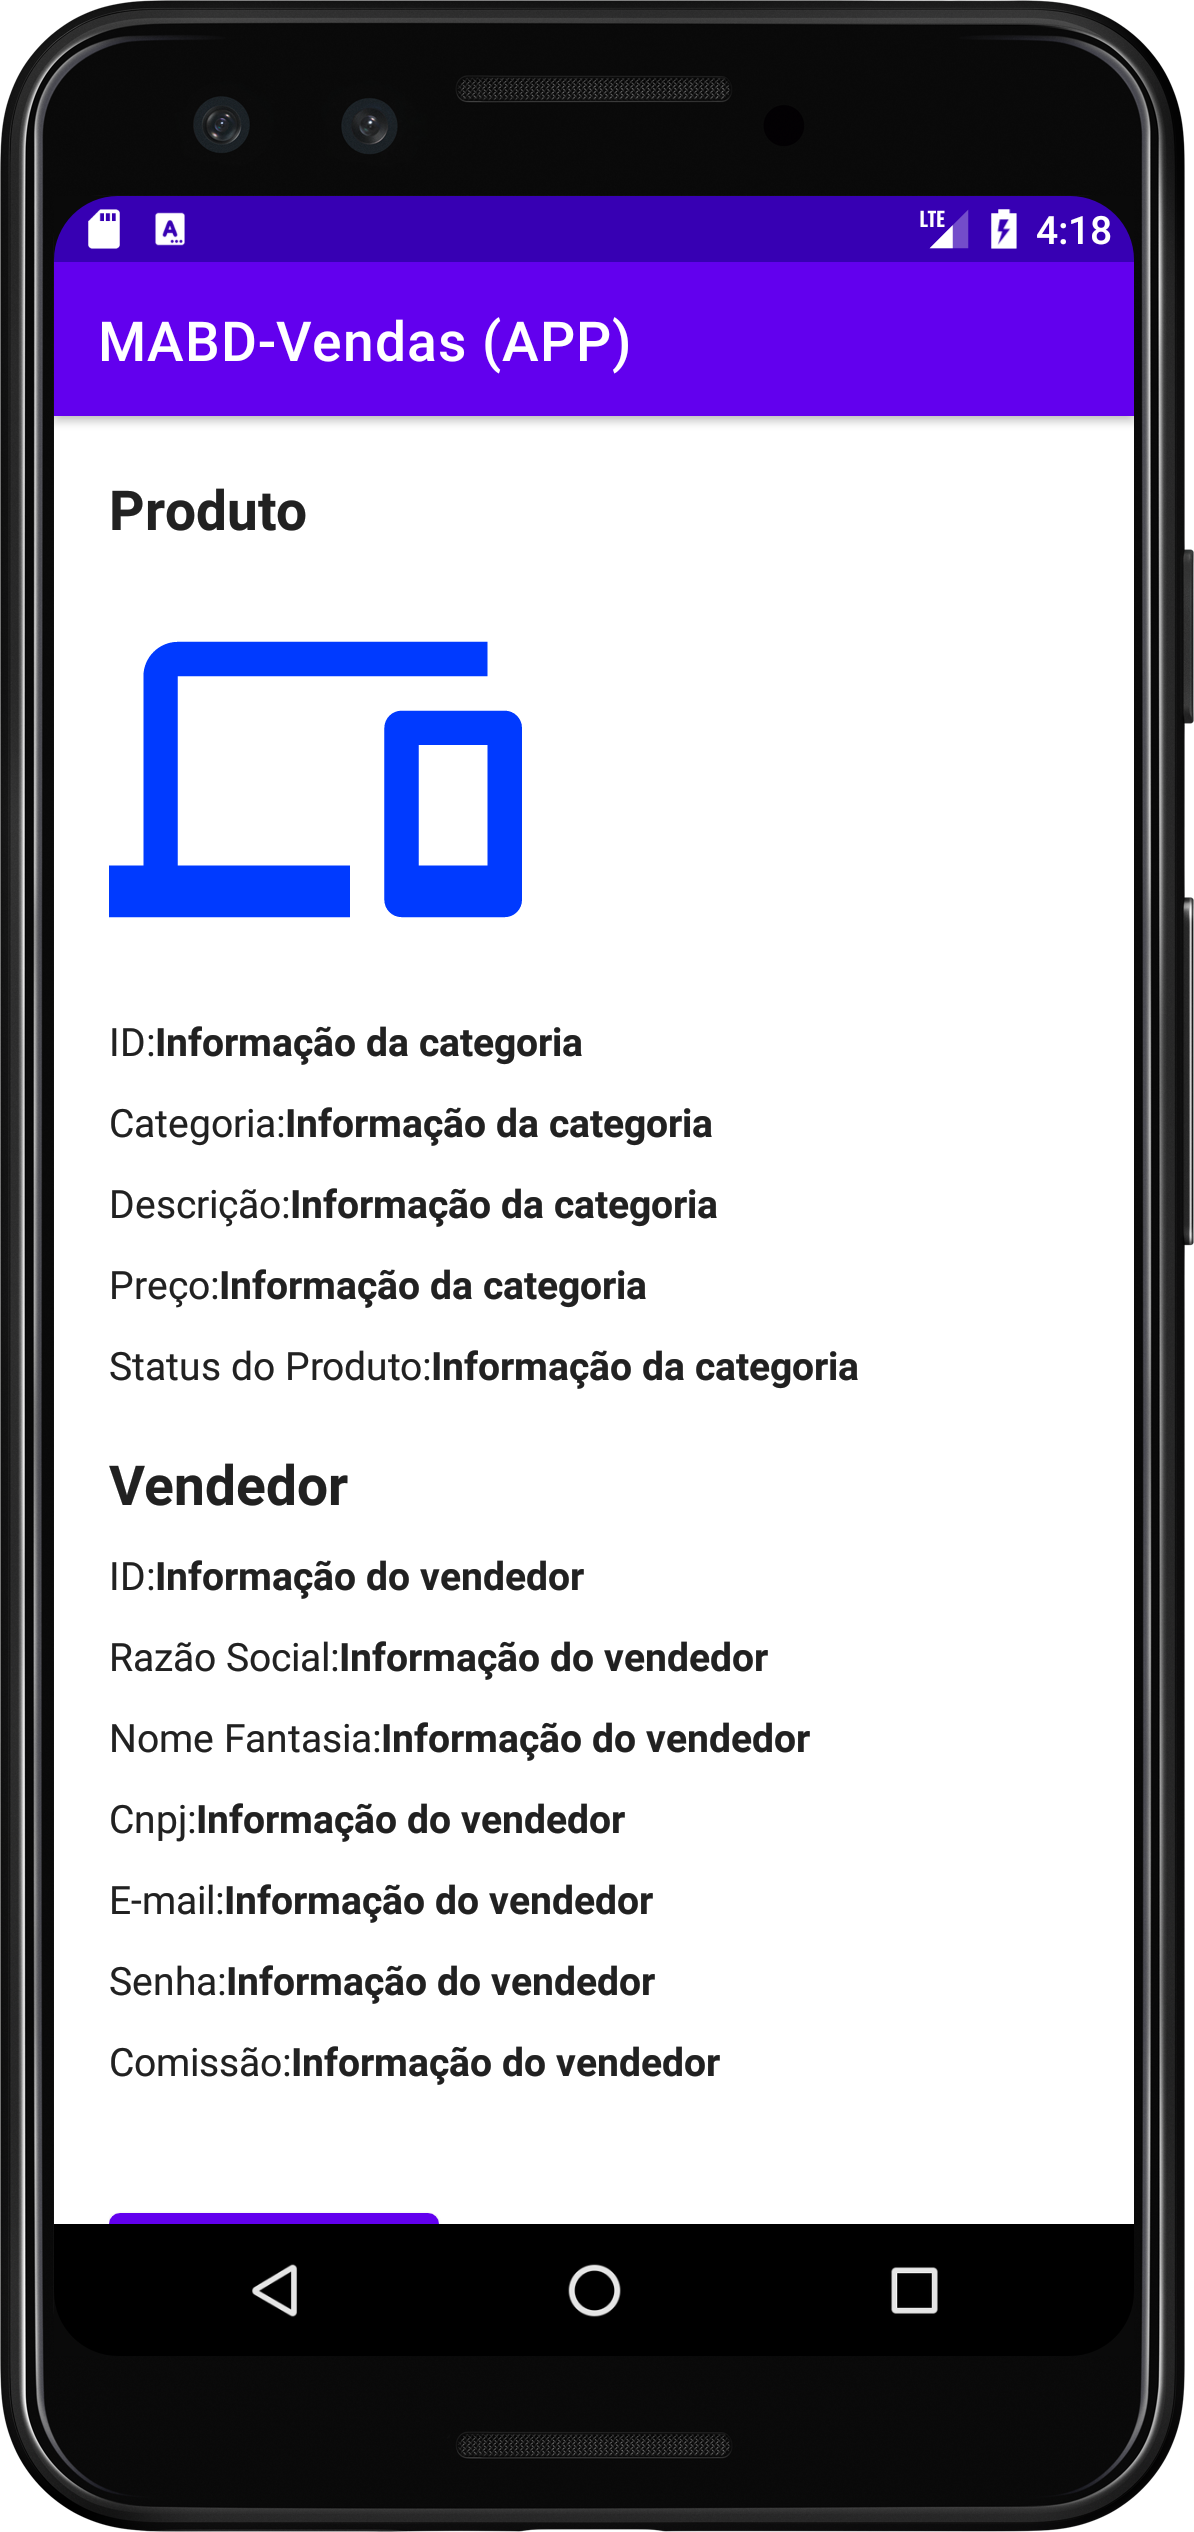 LTE 4:18
MABD-Vendas (APP)
Produto
ID:Informação da categoria
Categoria:Informação da categoria
Descrição:Informação da categoria
Preço:Informação da categoria
Status do Produto:Informação da categoria
Vendedor
ID:Informação do vendedor
Razão Social:Informação do vendedor
Nome Fantasia:Informação do vendedor
Cnpj:Informação do vendedor
E-mail:Informação do vendedor
Senha:Informação do vendedor
Comissão:Informação do vendedor